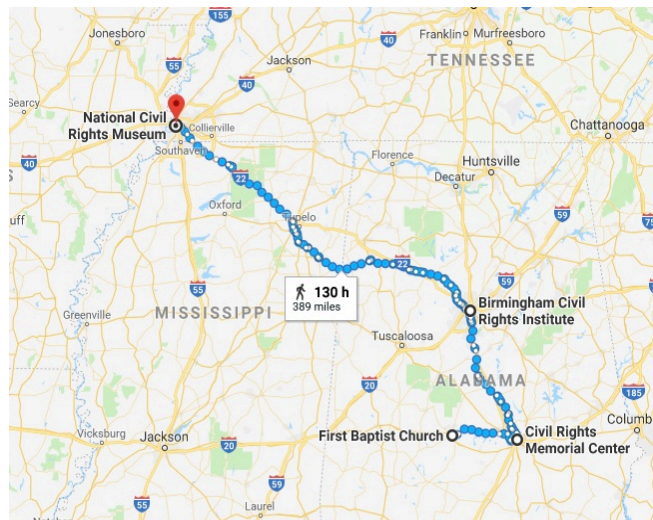 155
Jonesboro
Franklin
Murfreesboro
40
TENNESSEE
55
Jackson
40
Searcy
National Civil
Rights Museum
Collierville
Chattanooga
Southaven
40
Florence
Huntsville
22
Decatur
Oxford
59
75
Tupelo
22
130 h
389 miles
55
Birmingham Civil
Rights Institute
MISSISSIPPI
Greenville
Tuscaloosa
20
ALABAMA
185
First Baptist Church
Civil Rights
Memorial Center
Vicksburg
Jackson
20
59
55
Laurel